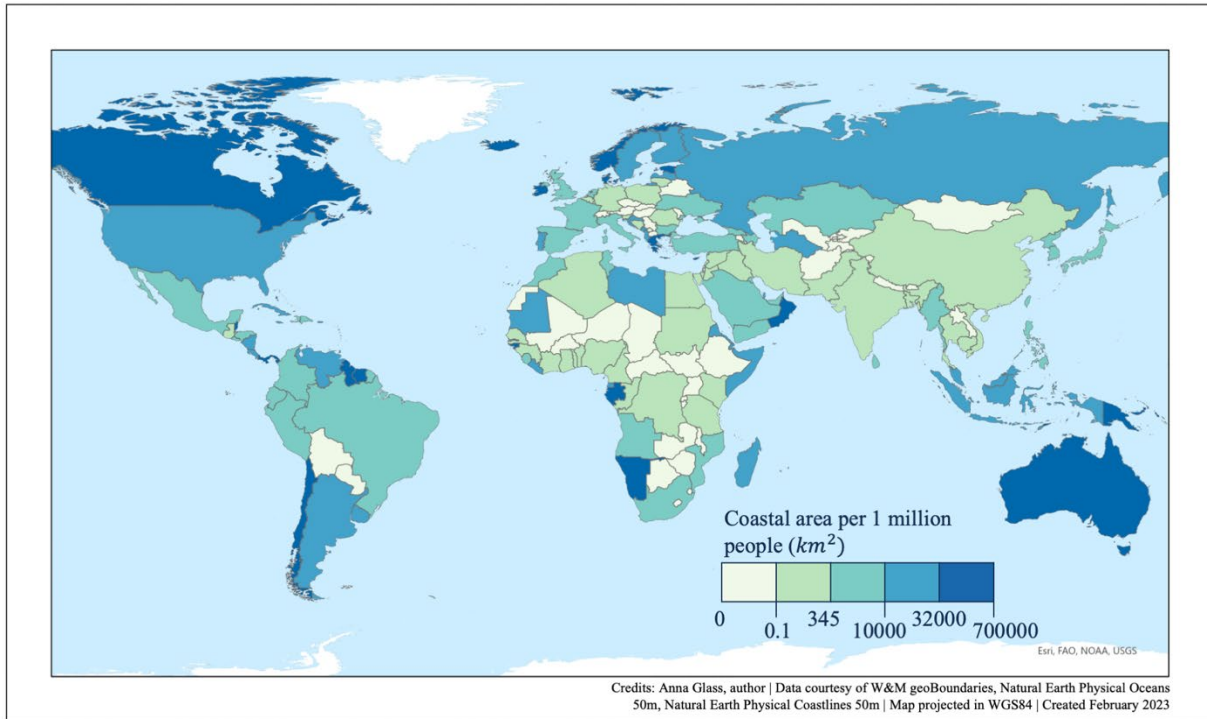 Coastal area per 1 million
people (km²)
0 0.1 345 10000 32000 700000
Esri, FAO, NOAA, USGS
Credits: Anna Glass, author | Data courtesy of W&M geoBoundaries, Natural Earth Physical Oceans
50m, Natural Earth Physical Coastlines 50m | Map projected in WGS84 | Created February 2023